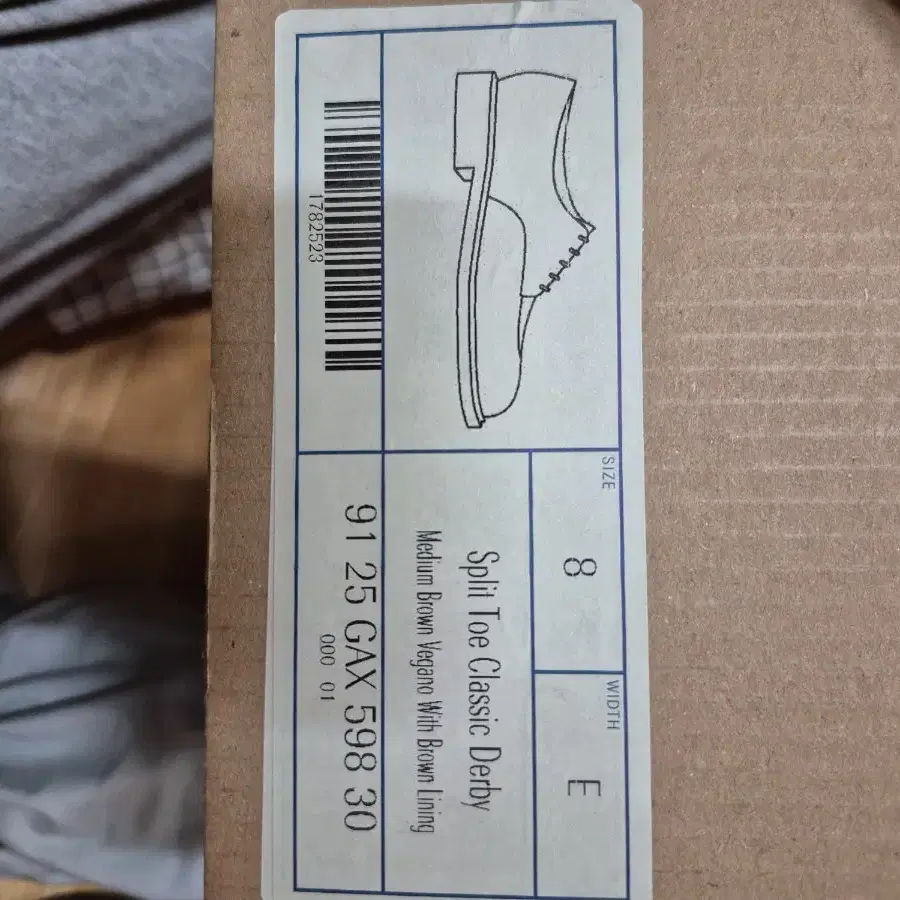 SIZE
8
WIDTH
E
Split Toe Classic Derby
Medium Brown Vegano With Brown Lining
1782523
91 25 GAX 598 30
000 01